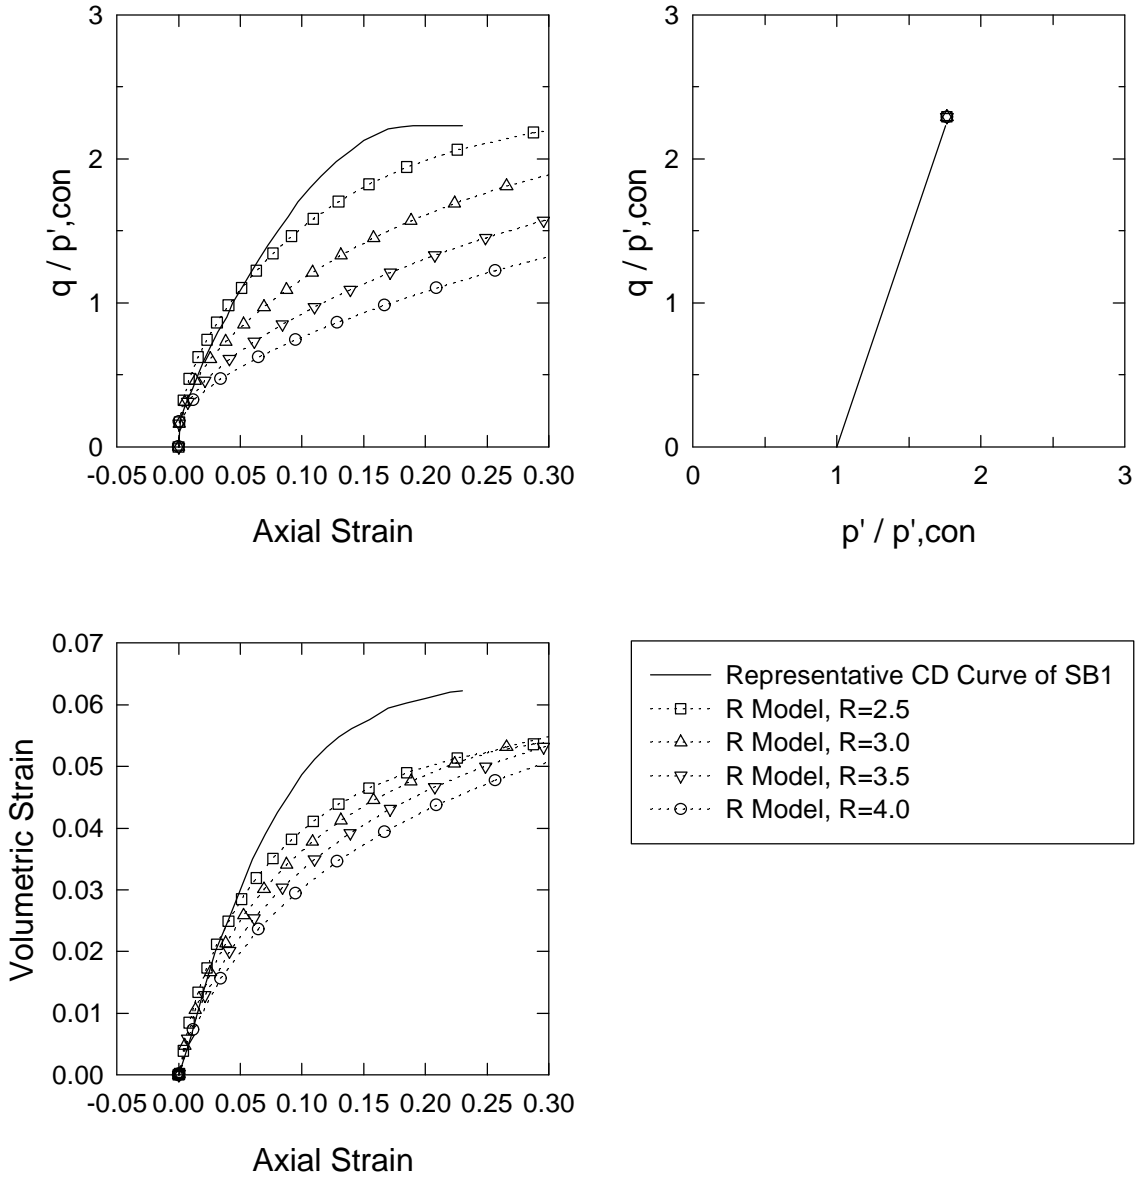 3
2
1
0
q / p',con
-0.05 0.00 0.05 0.10 0.15 0.20 0.25 0.30
Axial Strain
3
2
1
0
q / p',con
0 1 2 3
p' / p',con
0.07
0.06
0.05
0.04
0.03
0.02
0.01
0.00
Volumetric Strain
-0.05 0.00 0.05 0.10 0.15 0.20 0.25 0.30
Axial Strain
Representative CD Curve of SB1
R Model, R=2.5
R Model, R=3.0
R Model, R=3.5
R Model, R=4.0